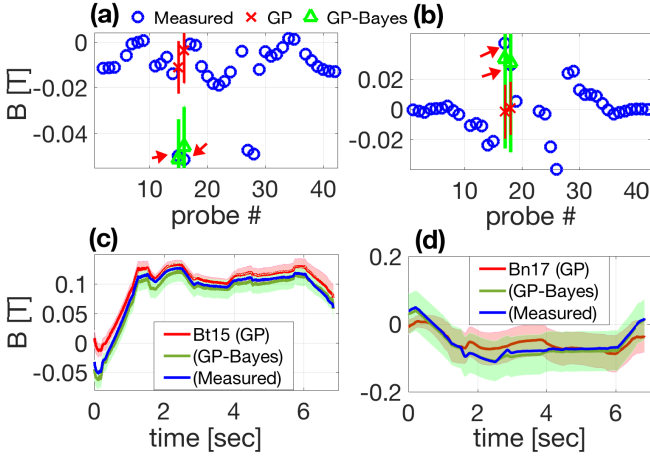 (a) Measured GP GP-Bayes (b)
0
-0.02
-0.04
B [T]
10 20 30 40
probe #
0.02
0
-0.02
10 20 30 40
probe #
(c)
0.1
0.05
0
-0.05
B [T]
Bt15 (GP)
(GP-Bayes)
(Measured)
0 2 4 6
time [sec]
(d)
0.2
0
-0.2
Bn17 (GP)
(GP-Bayes)
(Measured)
0 2 4 6
time [sec]